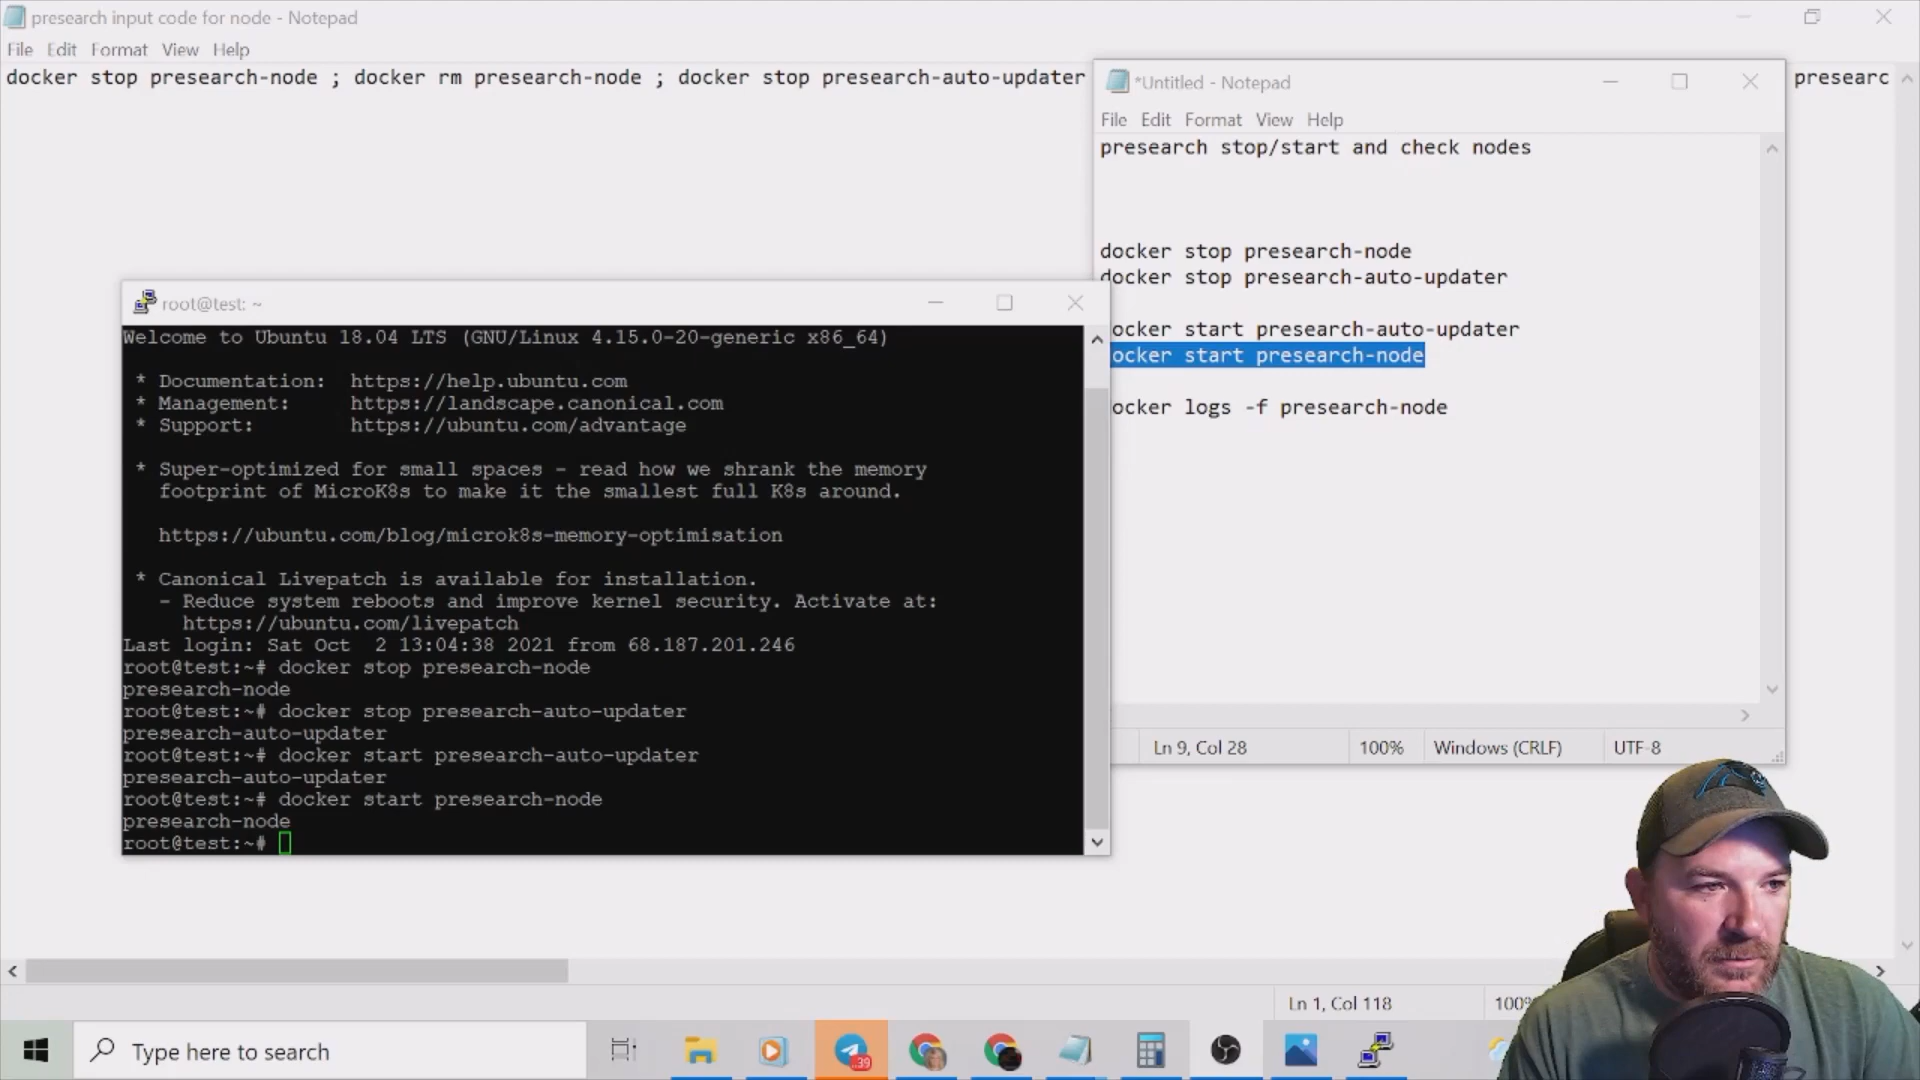 presearch input code for node - Notepad
File Edit Format View Help
docker stop presearch-node ; docker rm presearch-node ; docker stop presearch-auto-updater
presearc
*Untitled - Notepad
File Edit Format View Help
presearch stop/start and check nodes
docker stop presearch-node
docker stop presearch-auto-updater
ocker start presearch-auto-updater
ocker start presearch-node
ocker logs -f presearch-node
Ln 9, Col 28 100% Windows (CRLF) UTF-8
root@test: ~
Welcome to Ubuntu 18.04 LTS (GNU/Linux 4.15.0-20-generic x86_64)
* Documentation: https://help.ubuntu.com
* Management: https://landscape.canonical.com
* Support: https://ubuntu.com/advantage
* Super-optimized for small spaces - read how we shrank the memory
footprint of MicroK8s to make it the smallest full K8s around.
https://ubuntu.com/blog/microk8s-memory-optimisation
* Canonical Livepatch is available for installation.
- Reduce system reboots and improve kernel security. Activate at:
https://ubuntu.com/livepatch
Last login: Sat Oct 2 13:04:38 2021 from 68.187.201.246
root@test:~# docker stop presearch-node
presearch-node
root@test:~# docker stop presearch-auto-updater
presearch-auto-updater
root@test:~# docker start presearch-auto-updater
presearch-auto-updater
root@test:~# docker start presearch-node
presearch-node
root@test:~#
Ln 1, Col 118 100%
Type here to search
39